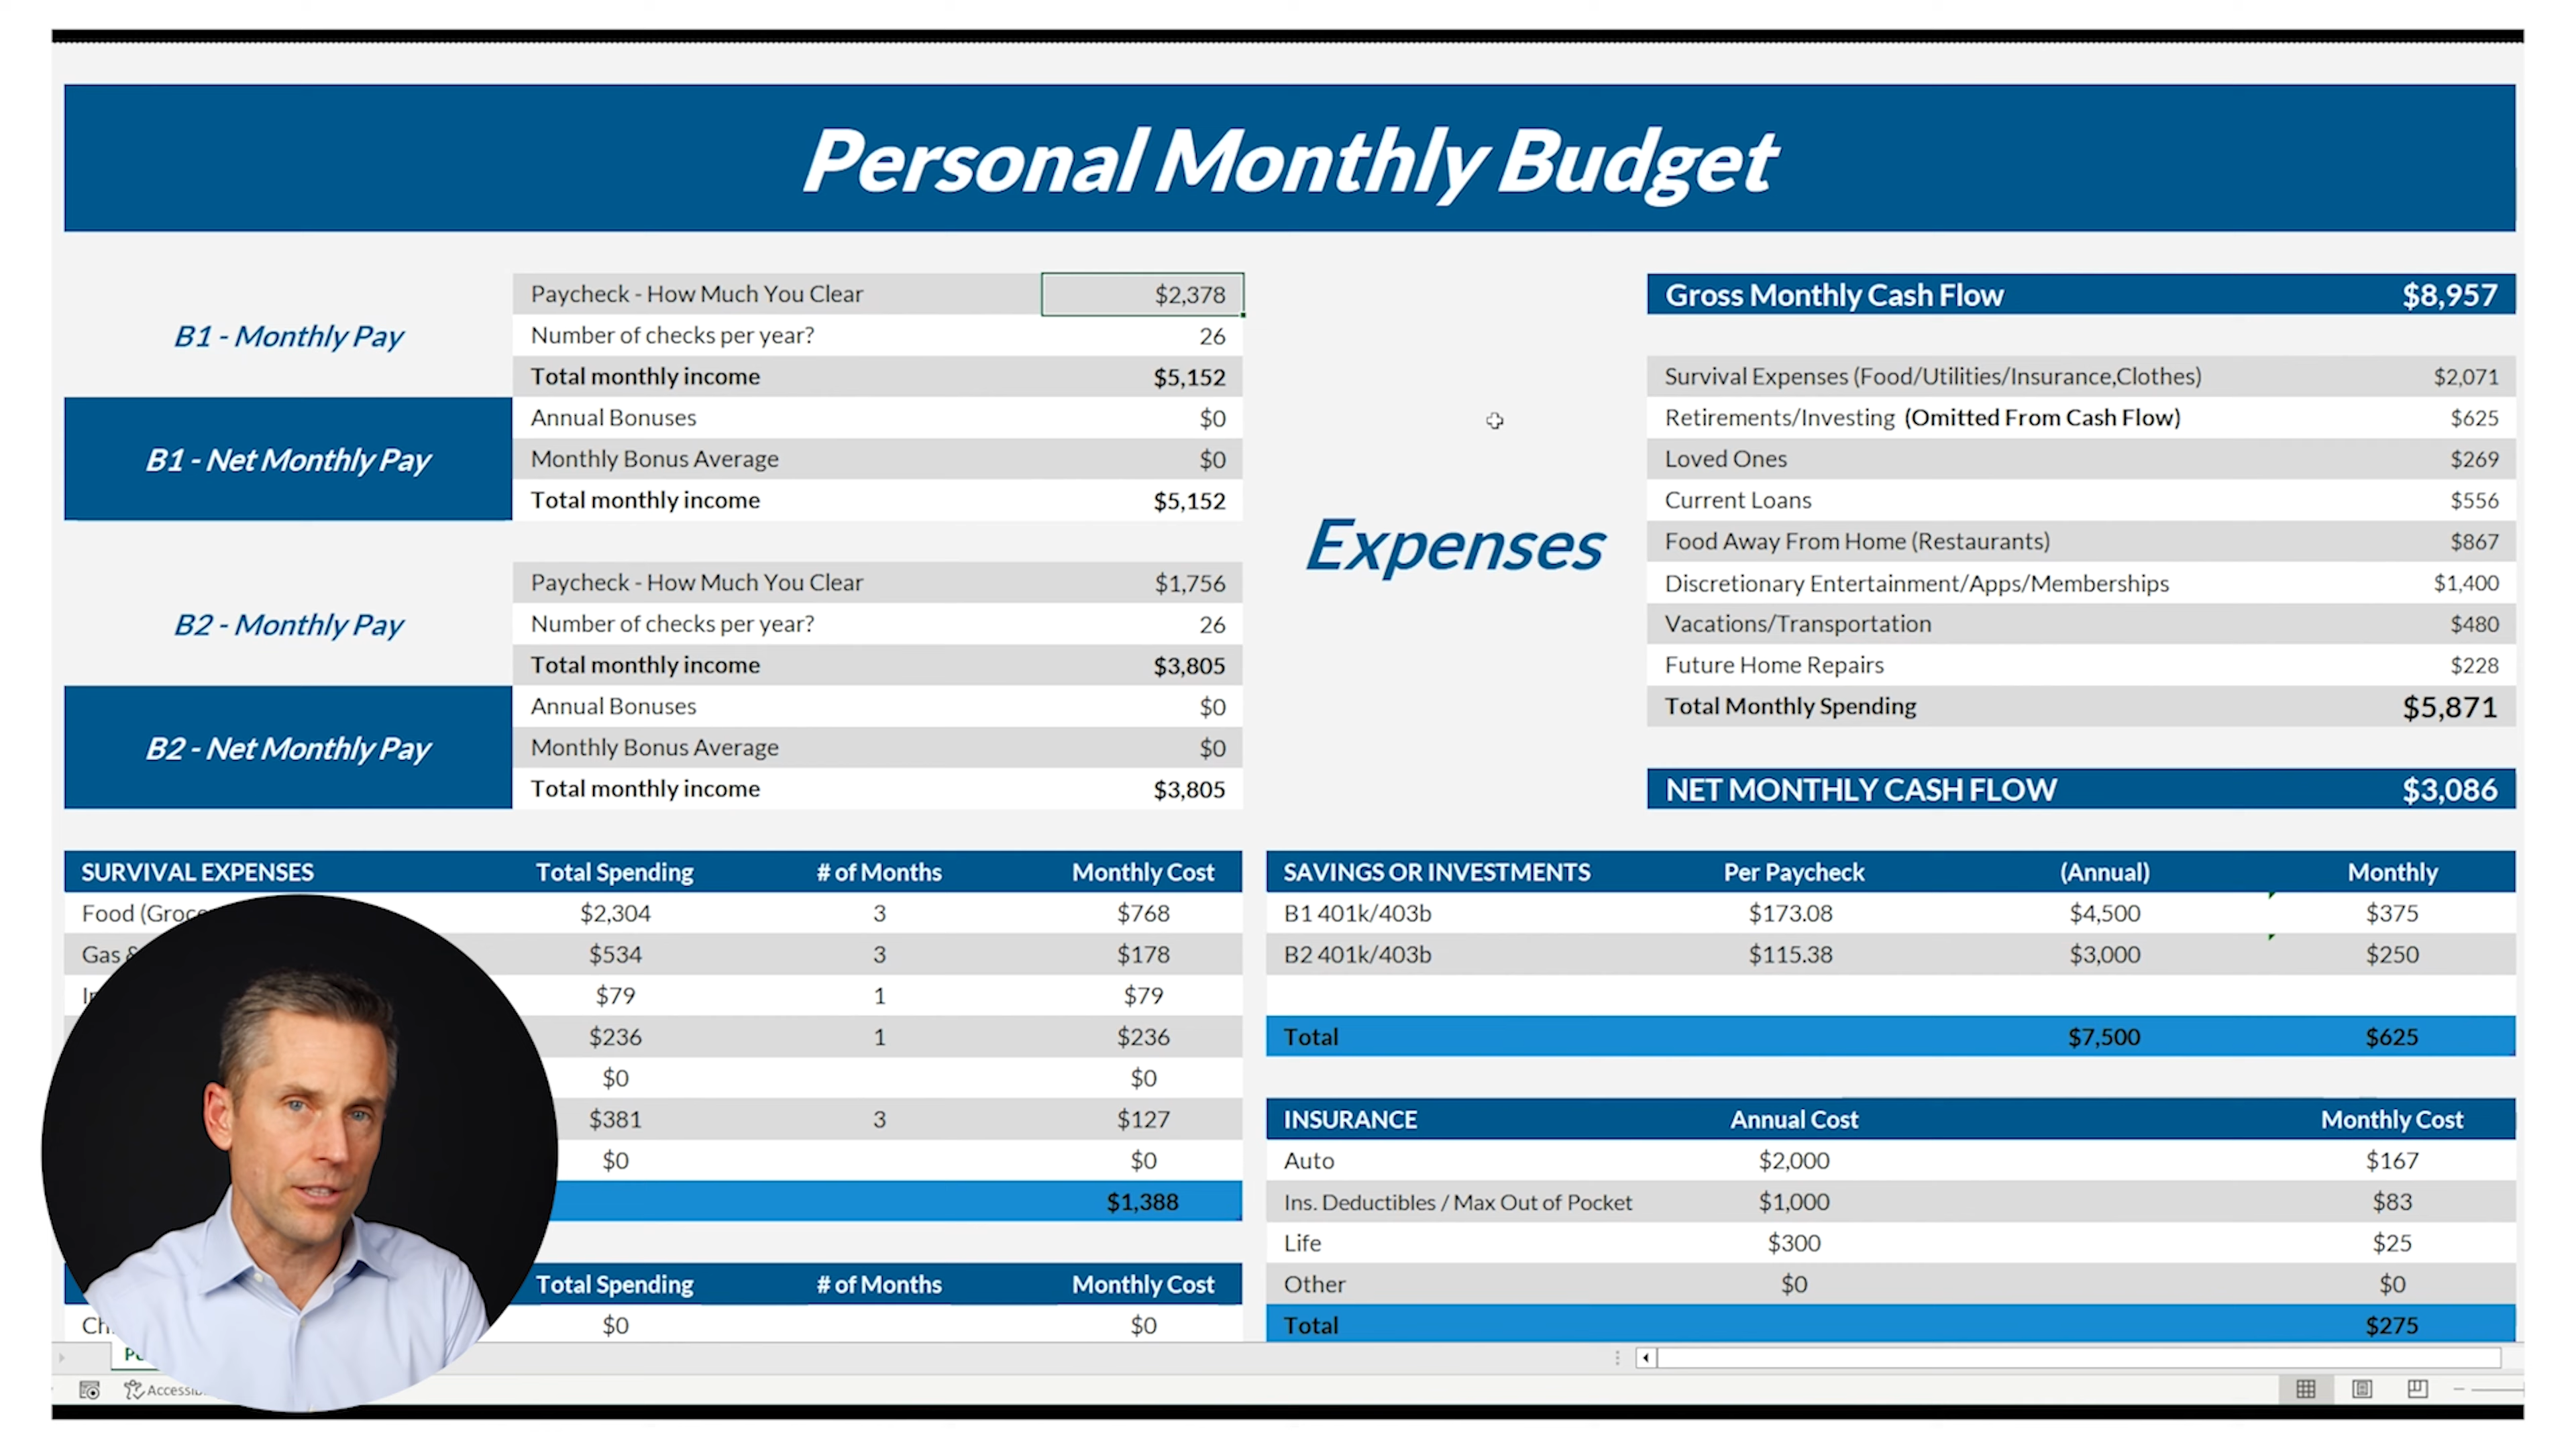 Personal Monthly Budget
B1 - Monthly Pay
Paycheck - How Much You Clear $2,378
Number of checks per year? 26
Total monthly income $5,152
B1 - Net Monthly Pay
Annual Bonuses $0
Monthly Bonus Average $0
Total monthly income $5,152
B2 - Monthly Pay
Paycheck - How Much You Clear $1,756
Number of checks per year? 26
Total monthly income $3,805
B2 - Net Monthly Pay
Annual Bonuses $0
Monthly Bonus Average $0
Total monthly income $3,805
Expenses
Gross Monthly Cash Flow $8,957
Survival Expenses (Food/Utilities/Insurance,Clothes) $2,071
Retirements/Investing (Omitted From Cash Flow) $625
Loved Ones $269
Current Loans $556
Food Away From Home (Restaurants) $867
Discretionary Entertainment/Apps/Memberships $1,400
Vacations/Transportation $480
Future Home Repairs $228
Total Monthly Spending $5,871
NET MONTHLY CASH FLOW $3,086
SURVIVAL EXPENSES Total Spending # of Months Monthly Cost
Food $2,304 3 $768
Gas & $534 3 $178
$79 1 $79
$236 1 $236
$0 $0
$381 3 $127
$0 $0
$1,388
Total Spending # of Months Monthly Cost
$0 $0
SAVINGS OR INVESTMENTS Per Paycheck (Annual) Monthly
B1 401k/403b $173.08 $4,500 $375
B2 401k/403b $115.38 $3,000 $250
Total $7,500 $625
INSURANCE Annual Cost Monthly Cost
Auto $2,000 $167
Ins. Deductibles / Max Out of Pocket $1,000 $83
Life $300 $25
Other $0 $0
Total $275